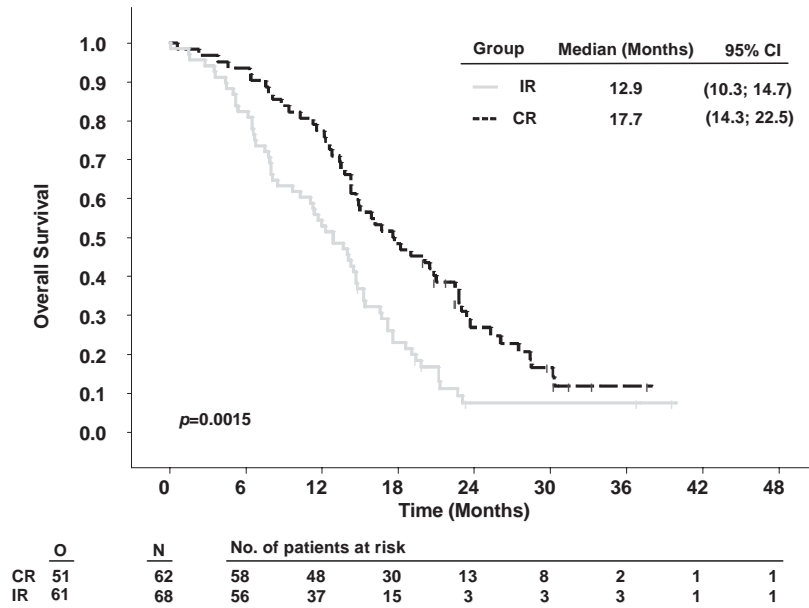 Group Median (Months) 95% CI
IR 12.9 (10.3; 14.7)
CR 17.7 (14.3; 22.5)
Overall Survival
1.0
0.9
0.8
0.7
0.6
0.5
0.4
0.3
0.2
0.1
0.0
p=0.0015
0 6 12 18 24 30 36 42 48
Time (Months)
O N No. of patients at risk
CR 51 62 58 48 30 13 8 2 1 1
IR 61 68 56 37 15 3 3 3 1 1